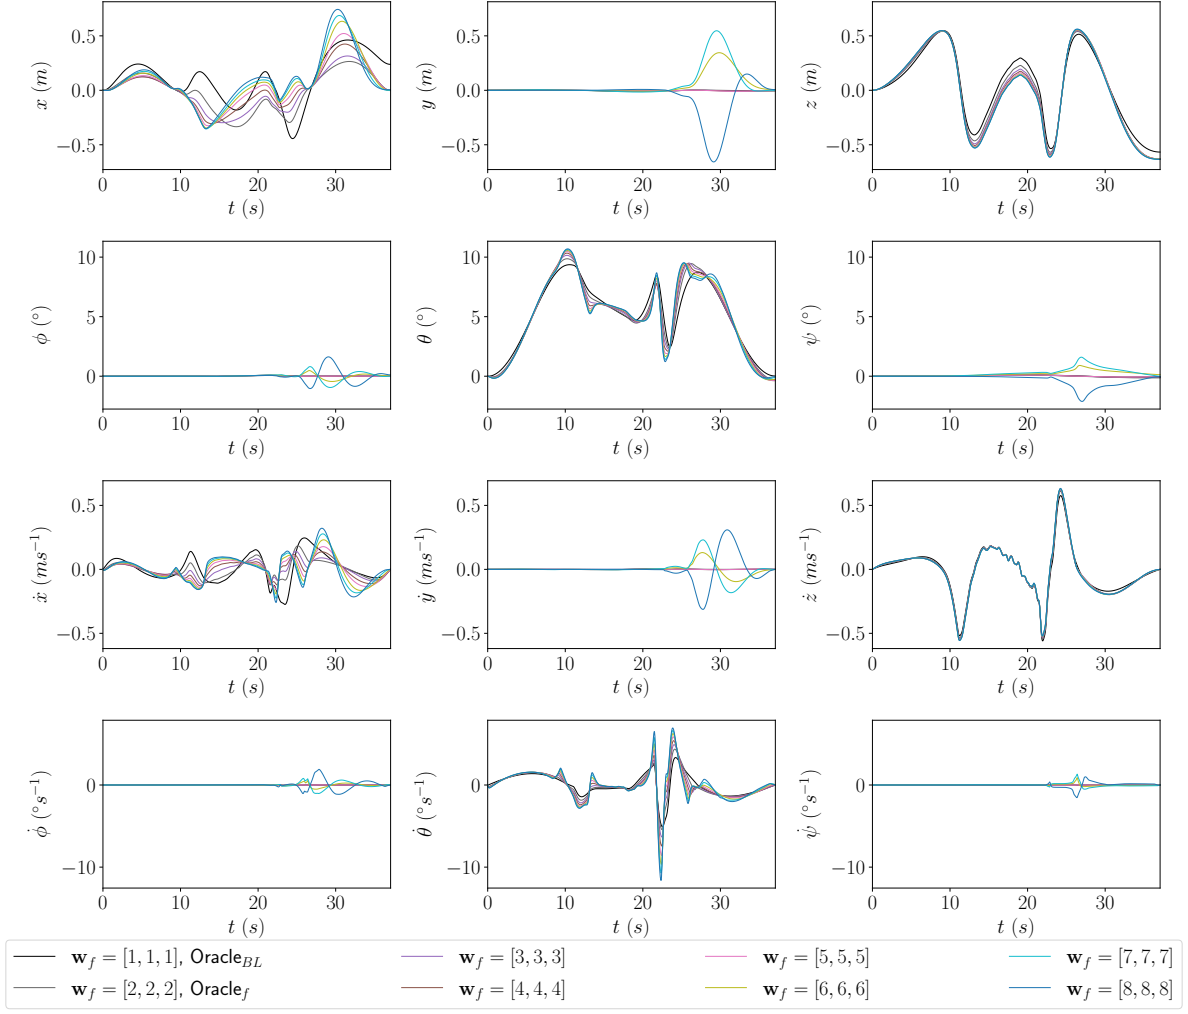 0.5 0.0 −0.5
x (m)
0 10 20 30
t (s)
0.5 0.0 −0.5
y (m)
0 10 20 30
t (s)
0.5 0.0 −0.5
z (m)
0 10 20 30
t (s)
10 5 0
ϕ (°)
0 10 20 30
t (s)
10 5 0
θ (°)
0 10 20 30
t (s)
10 5 0
ψ (°)
0 10 20 30
t (s)
0.5 0.0 −0.5
ẋ (ms⁻¹)
0 10 20 30
t (s)
0.5 0.0 −0.5
ẏ (ms⁻¹)
0 10 20 30
t (s)
0.5 0.0 −0.5
ż (ms⁻¹)
0 10 20 30
t (s)
0 −10
ϕ̇ (°s⁻¹)
0 10 20 30
t (s)
0 −10
θ̇ (°s⁻¹)
0 10 20 30
t (s)
0 −10
ψ̇ (°s⁻¹)
0 10 20 30
t (s)
w_f = [1, 1, 1], Oracle_BL
w_f = [2, 2, 2], Oracle_f
w_f = [3, 3, 3]
w_f = [4, 4, 4]
w_f = [5, 5, 5]
w_f = [6, 6, 6]
w_f = [7, 7, 7]
w_f = [8, 8, 8]